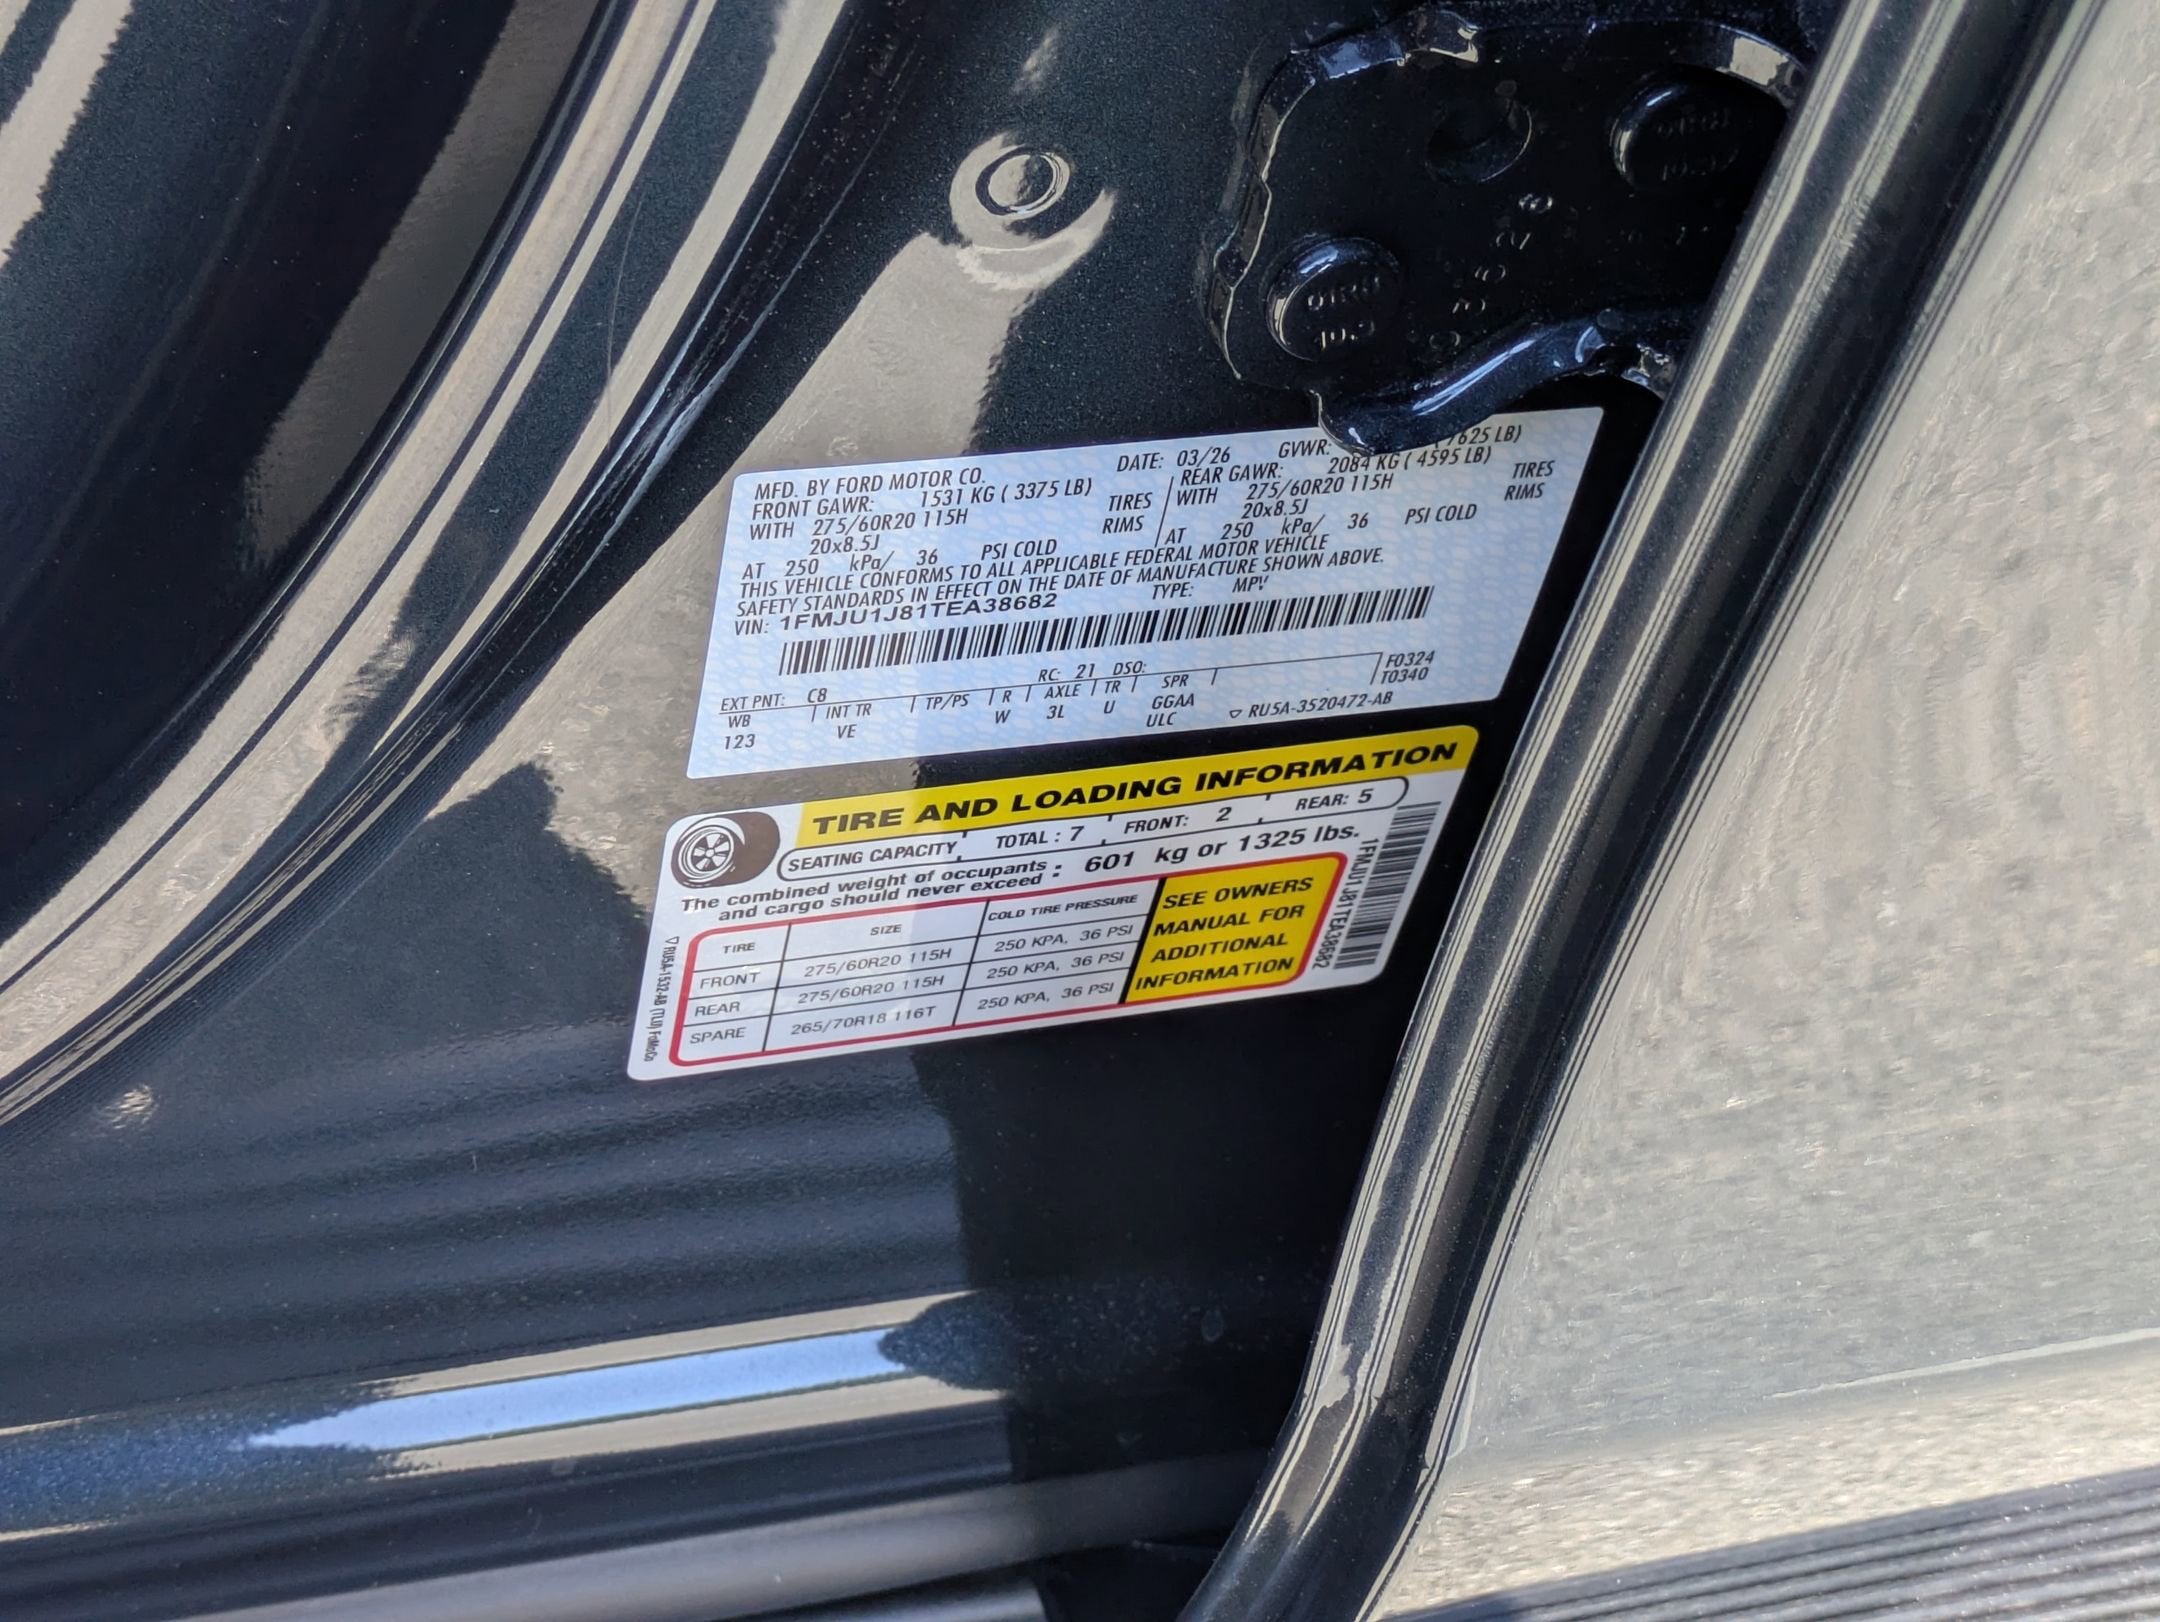 MFD. BY FORD MOTOR CO. DATE: 03/26 GVWR: 7625 LB)
FRONT GAWR: 1531 KG ( 3375 LB) REAR GAWR: 2084 KG ( 4595 LB)
WITH 275/60R20 115H TIRES WITH 275/60R20 115H TIRES
20x8.5J RIMS 20x8.5J RIMS
AT 250 kPa/ 36 PSI COLD AT 250 kPa/ 36 PSI COLD
THIS VEHICLE CONFORMS TO ALL APPLICABLE FEDERAL MOTOR VEHICLE
SAFETY STANDARDS IN EFFECT ON THE DATE OF MANUFACTURE SHOWN ABOVE.
VIN: 1FMJU1J81TEA38682 TYPE: MPV
EXT PNT: C8 RC: 21 DSO: F0324
WB INT TR TP/PS R AXLE TR SPR T0340
123 VE W 3L U GGAA
ULC ▽ RU5A-3520472-AB
TIRE AND LOADING INFORMATION
SEATING CAPACITY TOTAL : 7 FRONT: 2 REAR: 5
The combined weight of occupants
and cargo should never exceed : 601 kg or 1325 lbs.
TIRE SIZE COLD TIRE PRESSURE
FRONT 275/60R20 115H 250 KPA, 36 PSI
REAR 275/60R20 115H 250 KPA, 36 PSI
SPARE 265/70R18 116T 250 KPA, 36 PSI
SEE OWNERS
MANUAL FOR
ADDITIONAL
INFORMATION
1FMJU1J81TEA38682
▽ RU5A-1532-AB (TLU) FoMoCo